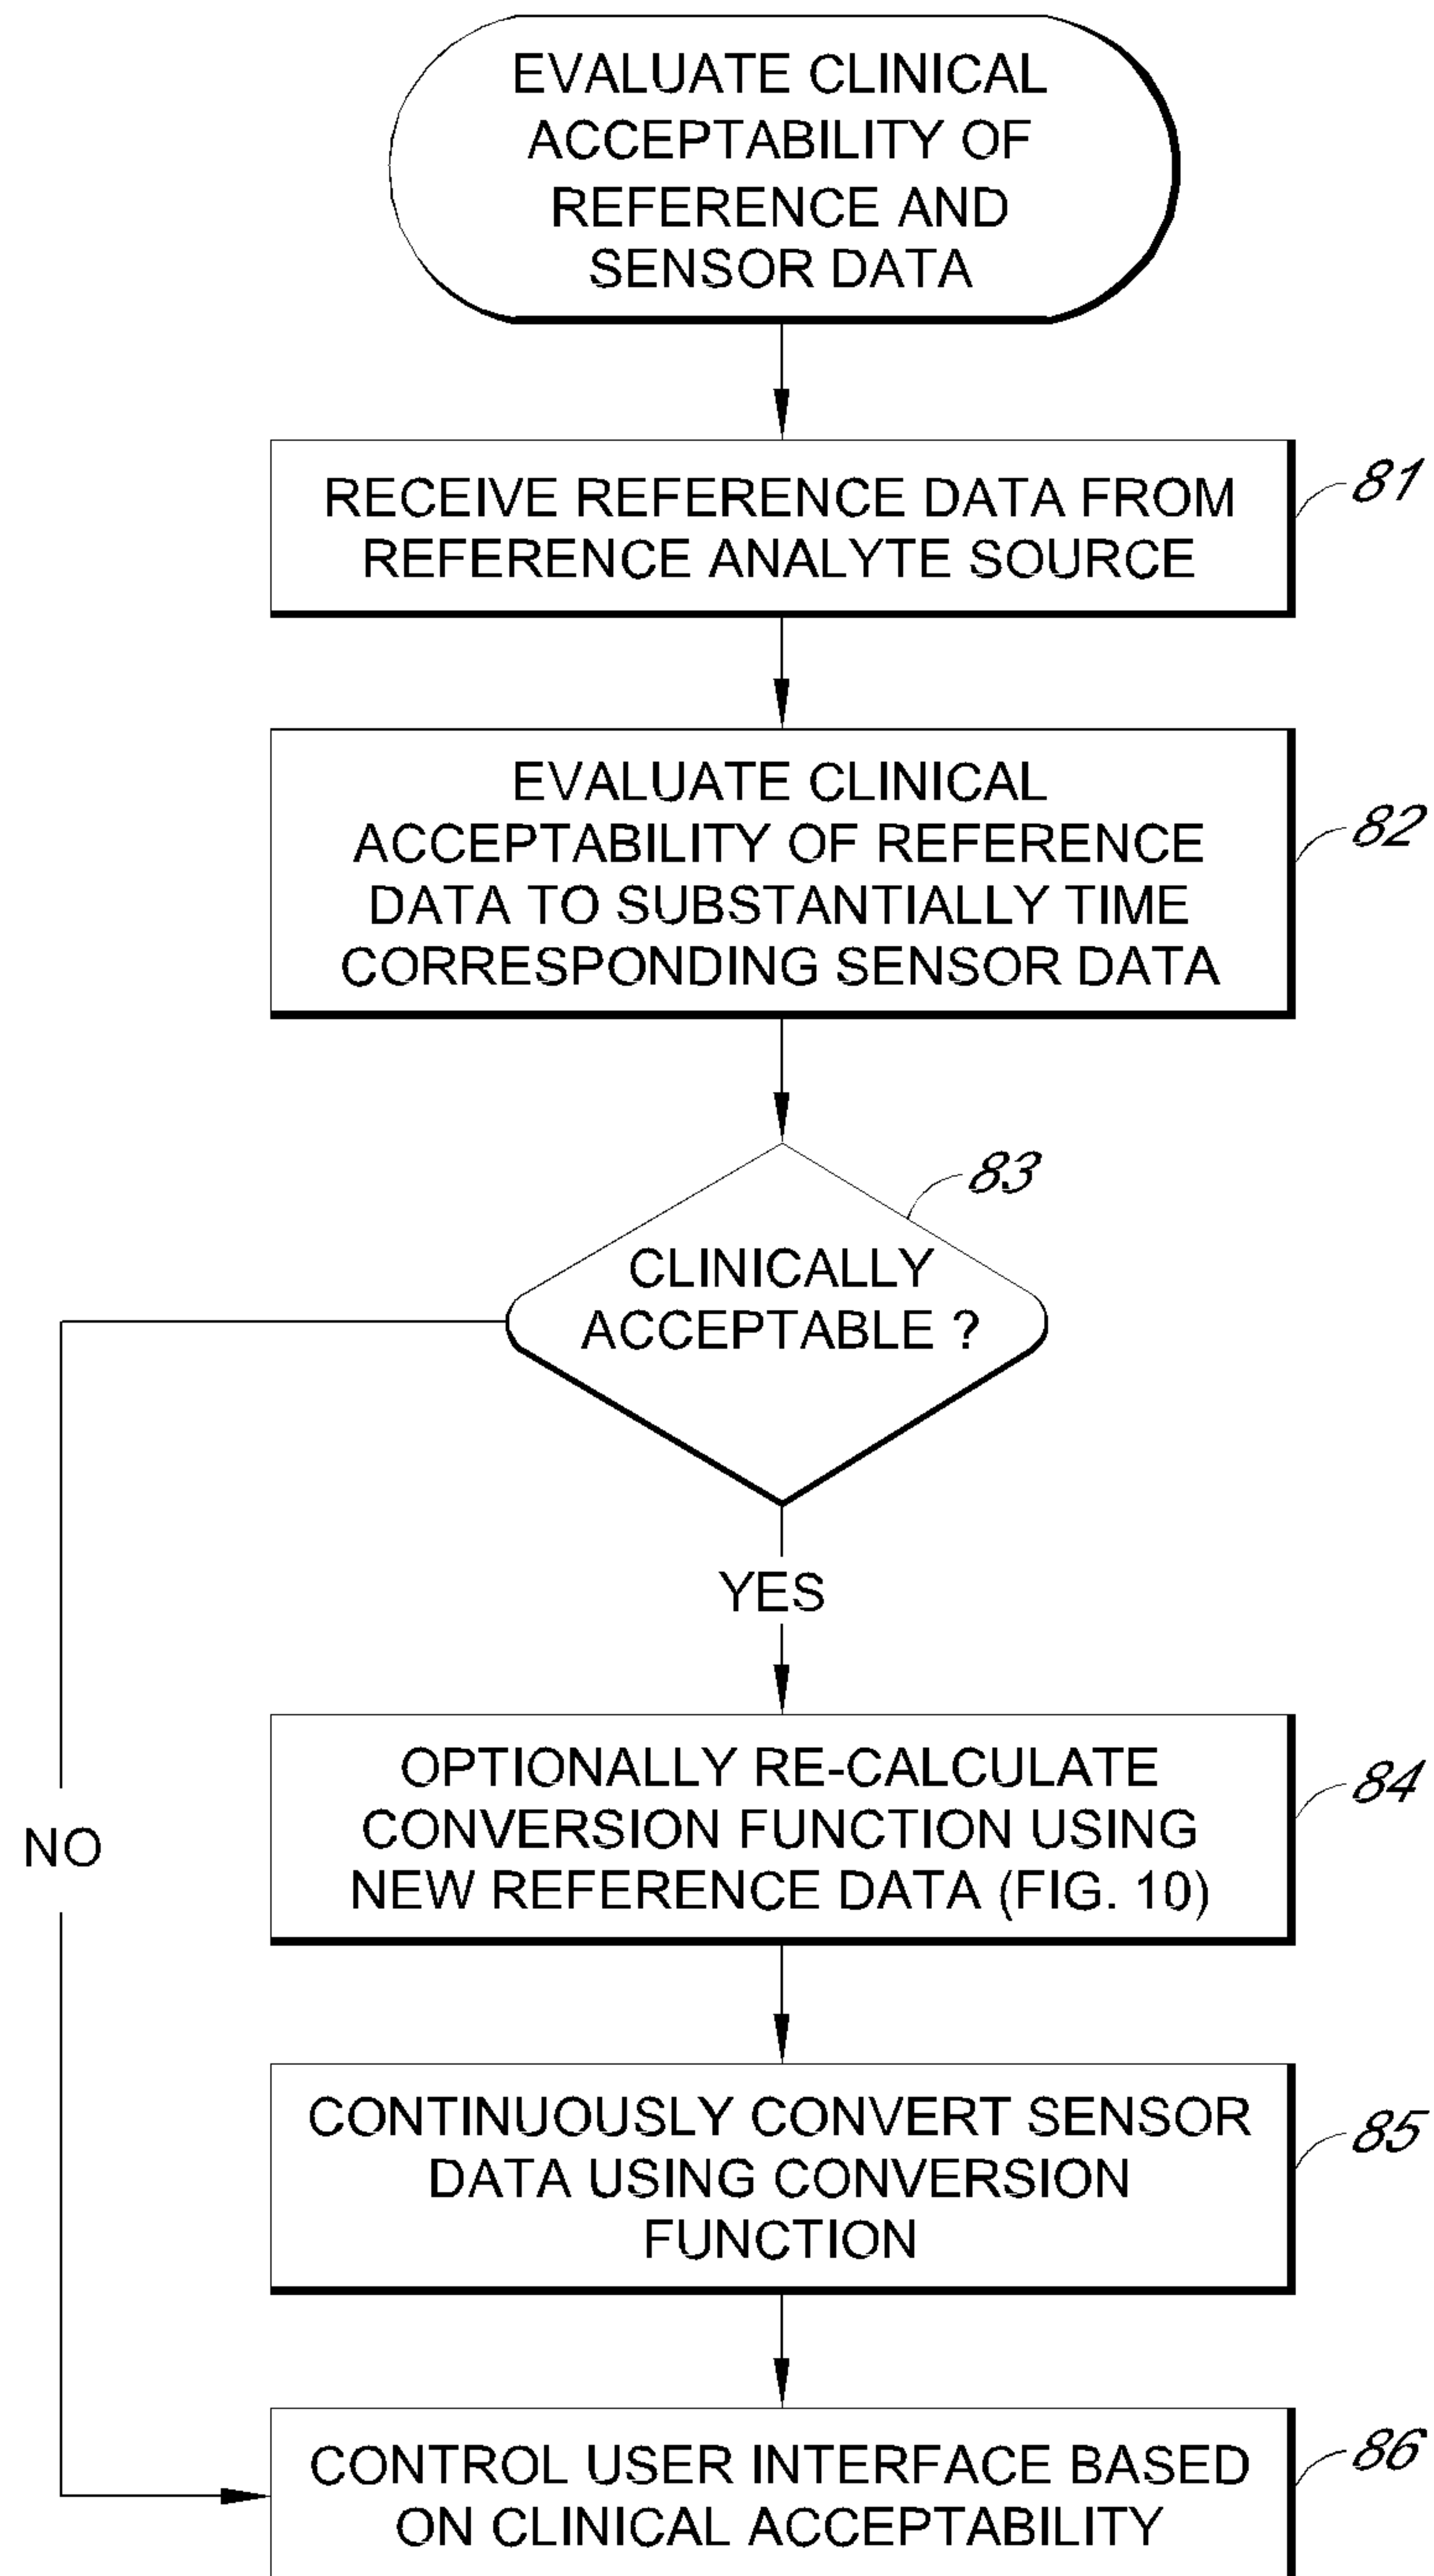 EVALUATE CLINICAL
ACCEPTABILITY OF
REFERENCE AND
SENSOR DATA
RECEIVE REFERENCE DATA FROM
REFERENCE ANALYTE SOURCE
81
EVALUATE CLINICAL
ACCEPTABILITY OF REFERENCE
DATA TO SUBSTANTIALLY TIME
CORRESPONDING SENSOR DATA
82
83
CLINICALLY
ACCEPTABLE ?
YES
NO
OPTIONALLY RE-CALCULATE
CONVERSION FUNCTION USING
NEW REFERENCE DATA (FIG. 10)
84
CONTINUOUSLY CONVERT SENSOR
DATA USING CONVERSION
FUNCTION
85
CONTROL USER INTERFACE BASED
ON CLINICAL ACCEPTABILITY
86